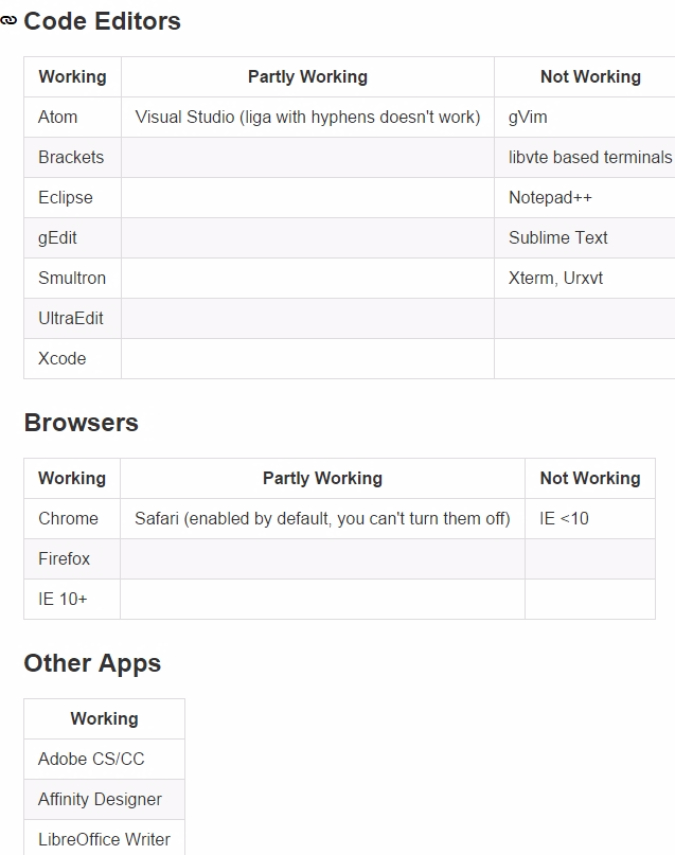 Code Editors
Working Partly Working Not Working
Atom Visual Studio (liga with hyphens doesn't work) gVim
Brackets libvte based terminals
Eclipse Notepad++
gEdit Sublime Text
Smultron Xterm, Urxvt
UltraEdit
Xcode
Browsers
Working Partly Working Not Working
Chrome Safari (enabled by default, you can't turn them off) IE <10
Firefox
IE 10+
Other Apps
Working
Adobe CS/CC
Affinity Designer
LibreOffice Writer